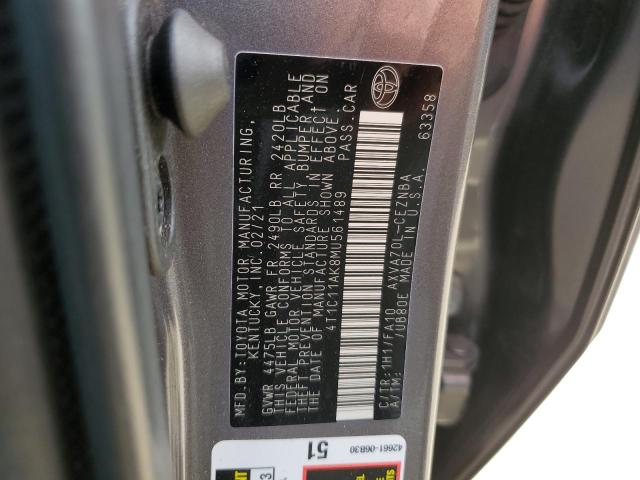 MFD. BY: TOYOTA MOTOR MANUFACTURING,
KENTUCKY, INC. 02/21
GVWR 4475LB GAWR FR 2490LB RR 2420LB
THIS VEHICLE CONFORMS TO ALL APPLICABLE
FEDERAL MOTOR VEHICLE SAFETY, BUMPER, AND
THEFT PREVENTION STANDARDS IN EFFECT ON
THE DATE OF MANUFACTURE SHOWN ABOVE.
4T1C11AK8MU561489 PASS.CAR
C/TR: 1H1/FA10 AXVA70L-CEZNBA
A/TM: /UB80E MADE IN U.S.A. 63358
51
42661-06B30